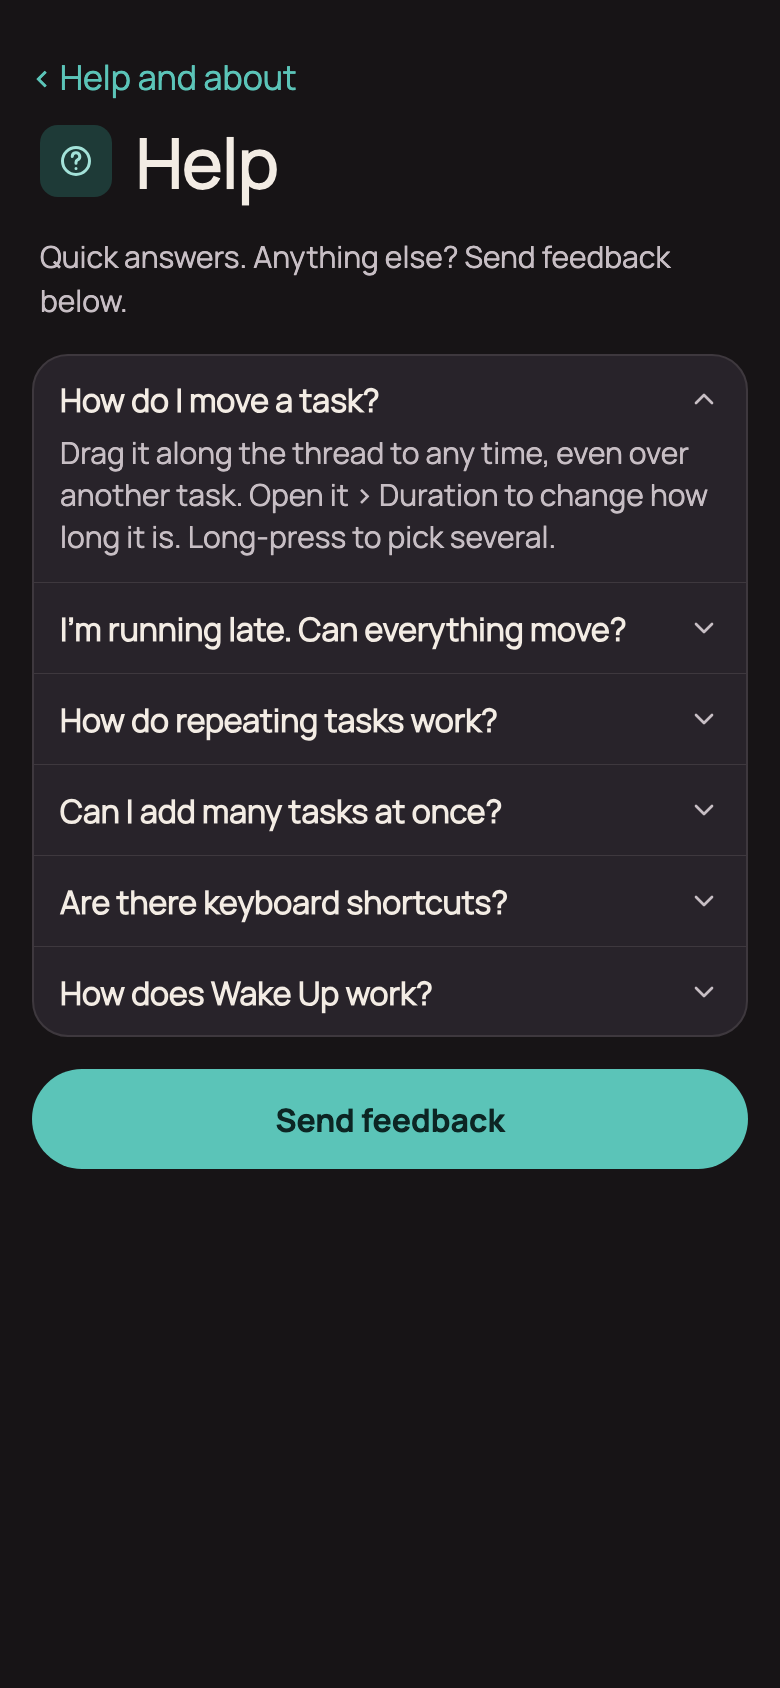 Help and about
Help
Quick answers. Anything else? Send feedback
below.
How do I move a task?
Drag it along the thread to any time, even over
another task. Open it > Duration to change how
long it is. Long-press to pick several.
I'm running late. Can everything move?
How do repeating tasks work?
Can I add many tasks at once?
Are there keyboard shortcuts?
How does Wake Up work?
Send feedback